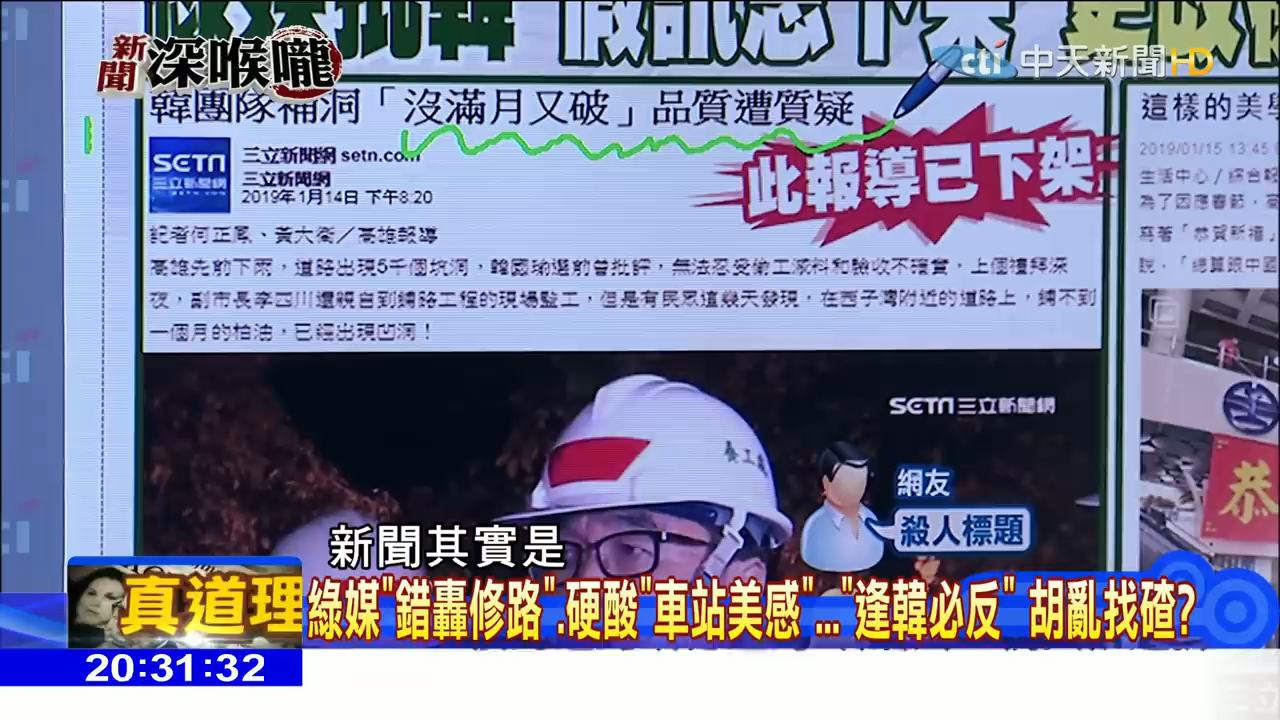 新聞
深喉嚨
cti 中天新聞HD
韓團隊補洞「沒滿月又破」品質遭質疑
SETN
三立新聞網
三立新聞網 setn.com
三立新聞網
2019年1月14日 下午8:20
此報導已下架
記者何正鳳、黃大衛／高雄報導
高雄先前下雨，道路出現5千個坑洞，韓國瑜選前曾批評，無法忍受偷工減料和驗收不確實，上個禮拜深
夜，副市長李四川還親自到鋪路工程的現場監工，但是有民眾這幾天發現，在西子灣附近的道路上，鋪不到
一個月的柏油，已經出現凹洞！
這樣的美學
2019/01/15 13:45
生活中心／綜合報
為了因應春節，高
寫著「恭賀新禧」
說，「總算跟中國
SETN 三立新聞網
網友
殺人標題
恭
新聞其實是
真道理
綠媒"錯轟修路".硬酸"車站美感"..."逢韓必反" 胡亂找碴?
20:31:32
三立